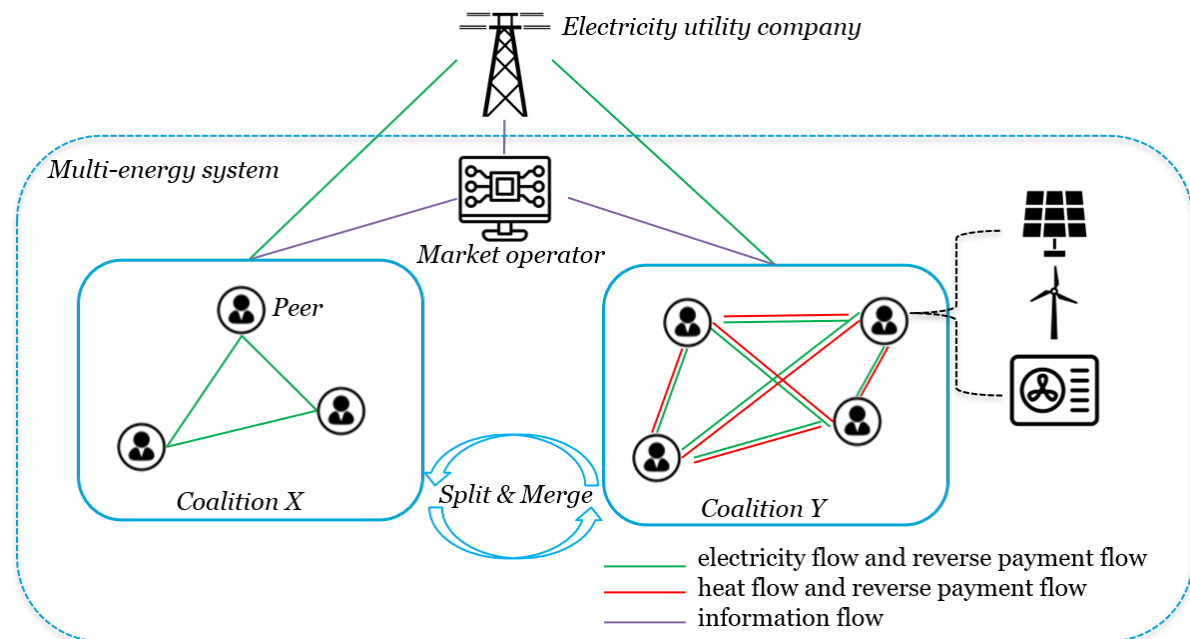 Electricity utility company
Multi-energy system
Market operator
Peer
Coalition X
Split & Merge
Coalition Y
electricity flow and reverse payment flow
heat flow and reverse payment flow
information flow